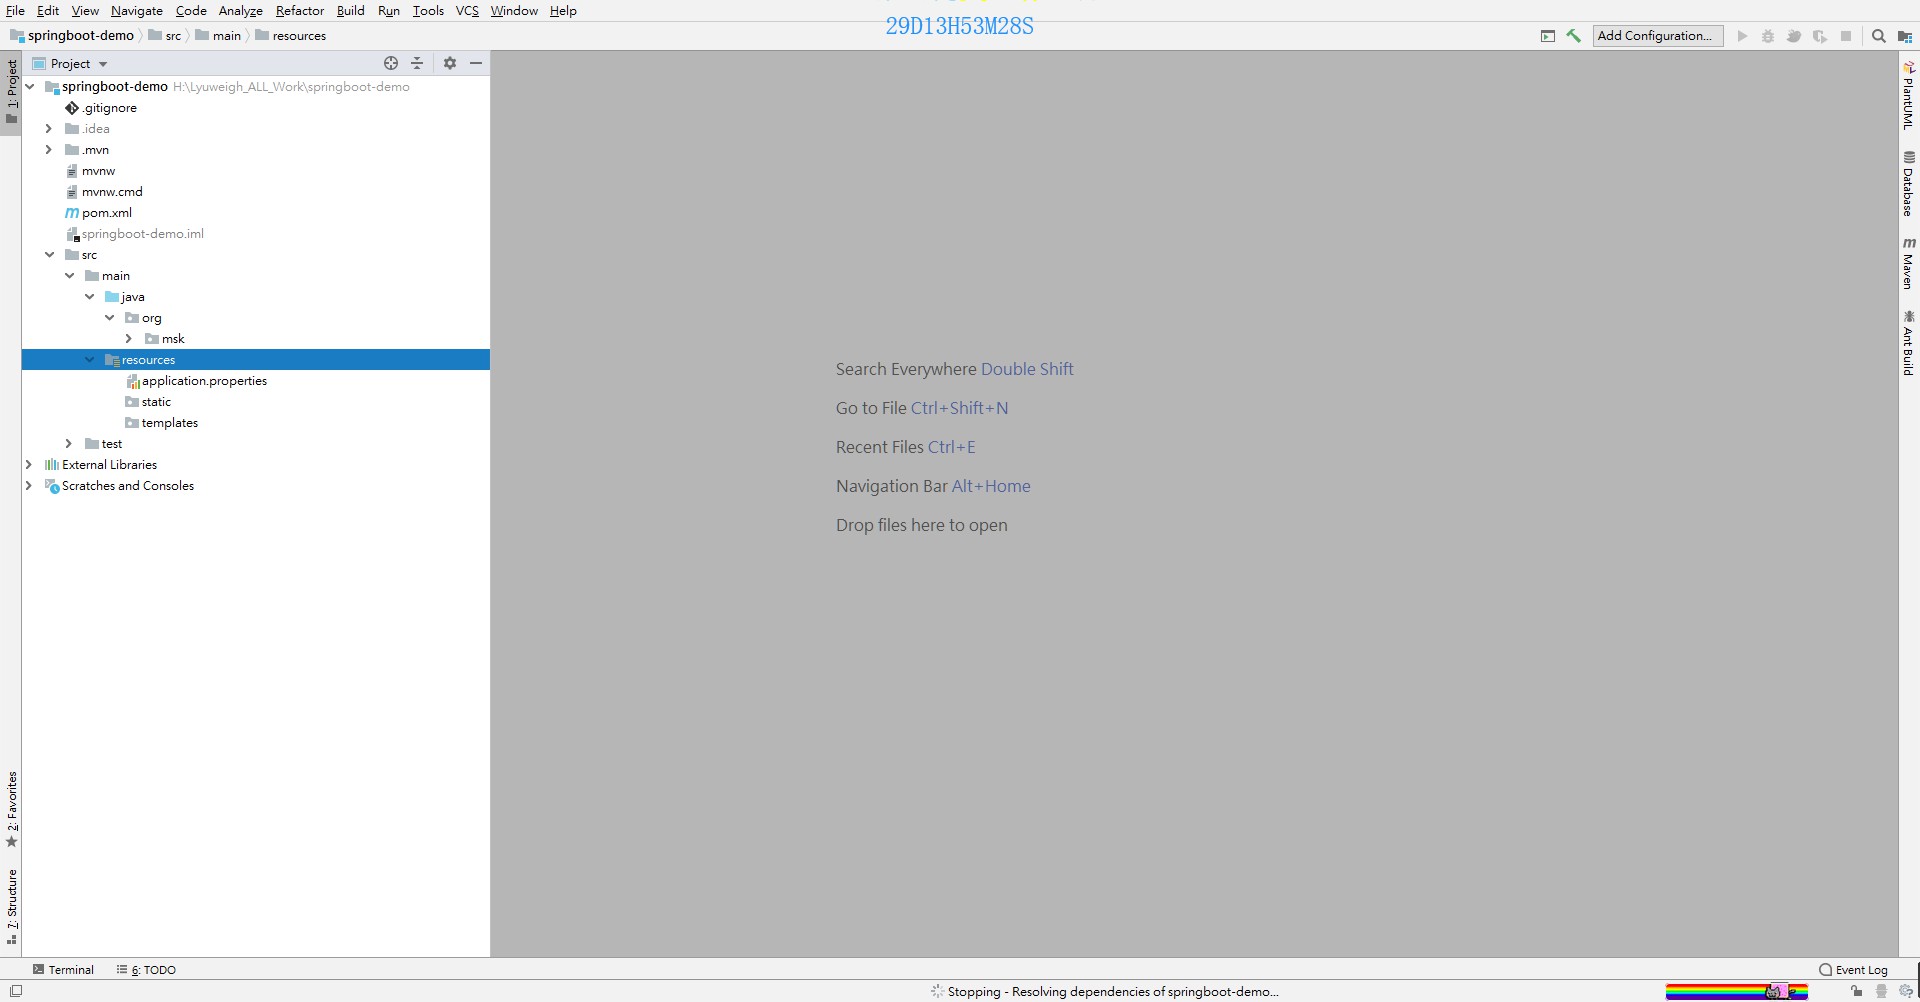 File Edit View Navigate Code Analyze Refactor Build Run Tools VCS Window Help
29D13H53M28S
springboot-demo src main resources
Add Configuration...
Project
springboot-demo H:\Lyuweigh_ALL_Work\springboot-demo
.gitignore
.idea
.mvn
mvnw
mvnw.cmd
pom.xml
springboot-demo.iml
src
main
java
org
msk
resources
application.properties
static
templates
test
External Libraries
Scratches and Consoles
1: Project
2: Favorites
7: Structure
Search Everywhere Double Shift
Go to File Ctrl+Shift+N
Recent Files Ctrl+E
Navigation Bar Alt+Home
Drop files here to open
PlantUML
Database
Maven
Ant Build
Terminal 6: TODO
Event Log
Stopping - Resolving dependencies of springboot-demo...